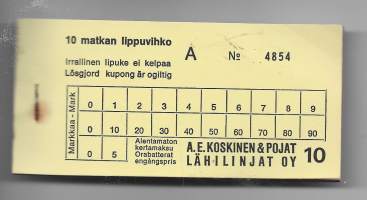 10 matkan lippuvihko
A № 4854
Irrallinen lipuke ei kelpaa
Lösgjord kupong är ogiltig
Markkaa - Mark
0 1 2 3 4 5 6 7 8 9
0 10 20 30 40 50 60 70 80 90
0 5
Alentamaton
kertamaksu
Orabatterat
engångspris
A.E.KOSKINEN & POJAT
LÄHILINJAT OY 10